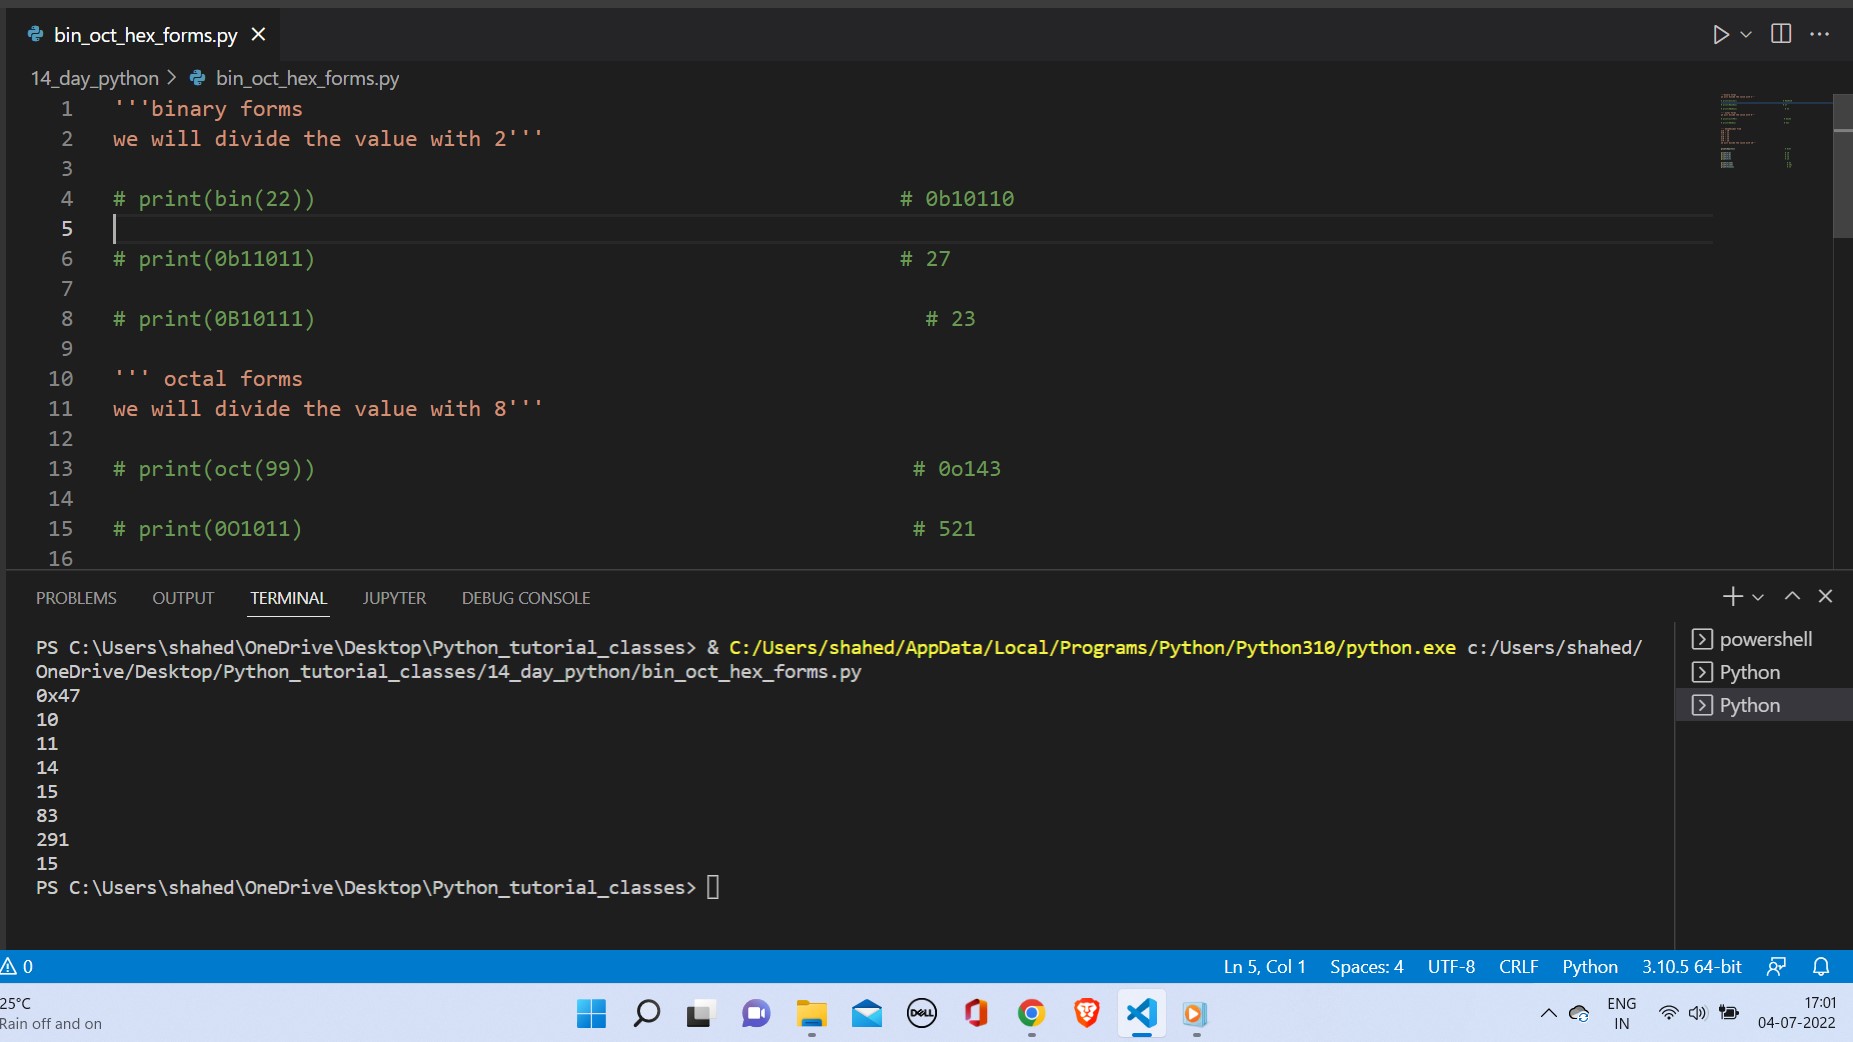 bin_oct_hex_forms.py
14_day_python > bin_oct_hex_forms.py
1 '''binary forms
2 we will divide the value with 2'''
3
4 # print(bin(22)) # 0b10110
5
6 # print(0b11011) # 27
7
8 # print(0B10111) # 23
9
10 ''' octal forms
11 we will divide the value with 8'''
12
13 # print(oct(99)) # 0o143
14
15 # print(0O1011) # 521
16
PROBLEMS OUTPUT TERMINAL JUPYTER DEBUG CONSOLE
PS C:\Users\shahed\OneDrive\Desktop\Python_tutorial_classes> & C:/Users/shahed/AppData/Local/Programs/Python/Python310/python.exe c:/Users/shahed/
OneDrive/Desktop/Python_tutorial_classes/14_day_python/bin_oct_hex_forms.py
0x47
10
11
14
15
83
291
15
PS C:\Users\shahed\OneDrive\Desktop\Python_tutorial_classes>
powershell
Python
Python
0 Ln 5, Col 1 Spaces: 4 UTF-8 CRLF Python 3.10.5 64-bit
25°C
Rain off and on
DELL
ENG
IN
17:01
04-07-2022